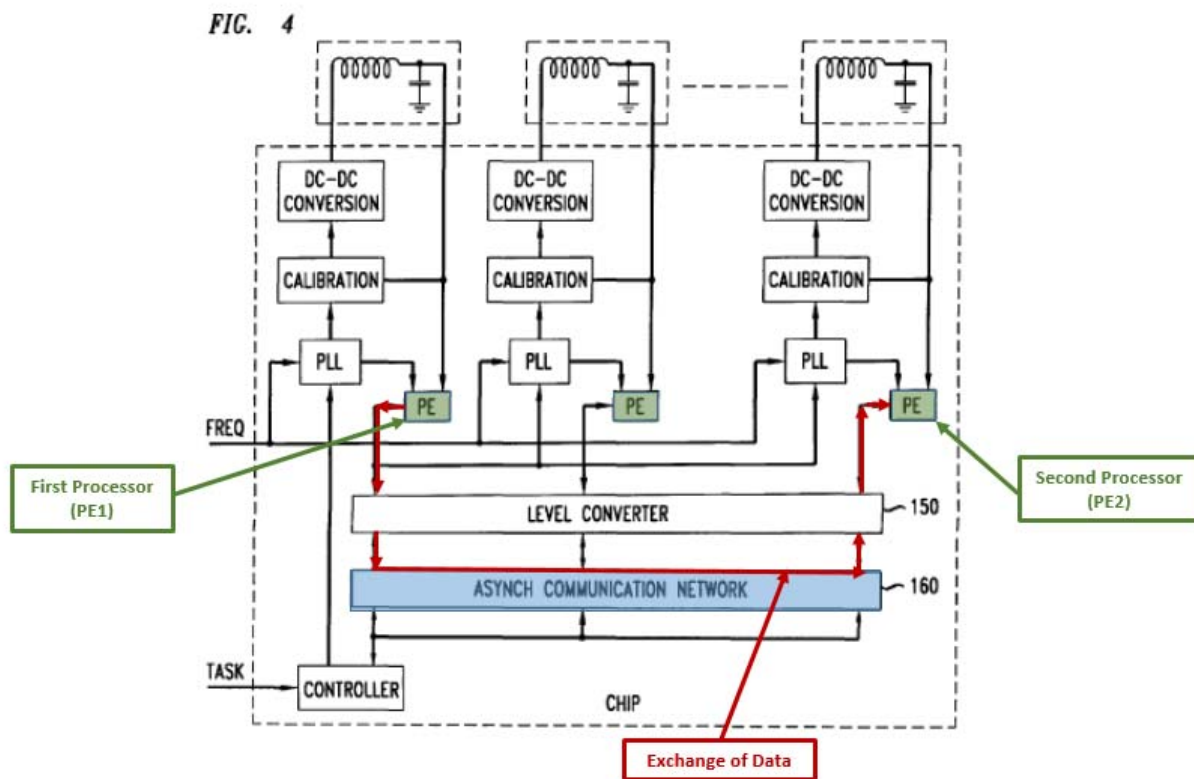 FIG. 4
DC-DC
CONVERSION
DC-DC
CONVERSION
DC-DC
CONVERSION
CALIBRATION
CALIBRATION
CALIBRATION
PLL
PLL
PLL
PE
PE
PE
FREQ
First Processor
(PE1)
Second Processor
(PE2)
LEVEL CONVERTER
150
ASYNCH COMMUNICATION NETWORK
160
TASK
CONTROLLER
CHIP
Exchange of Data